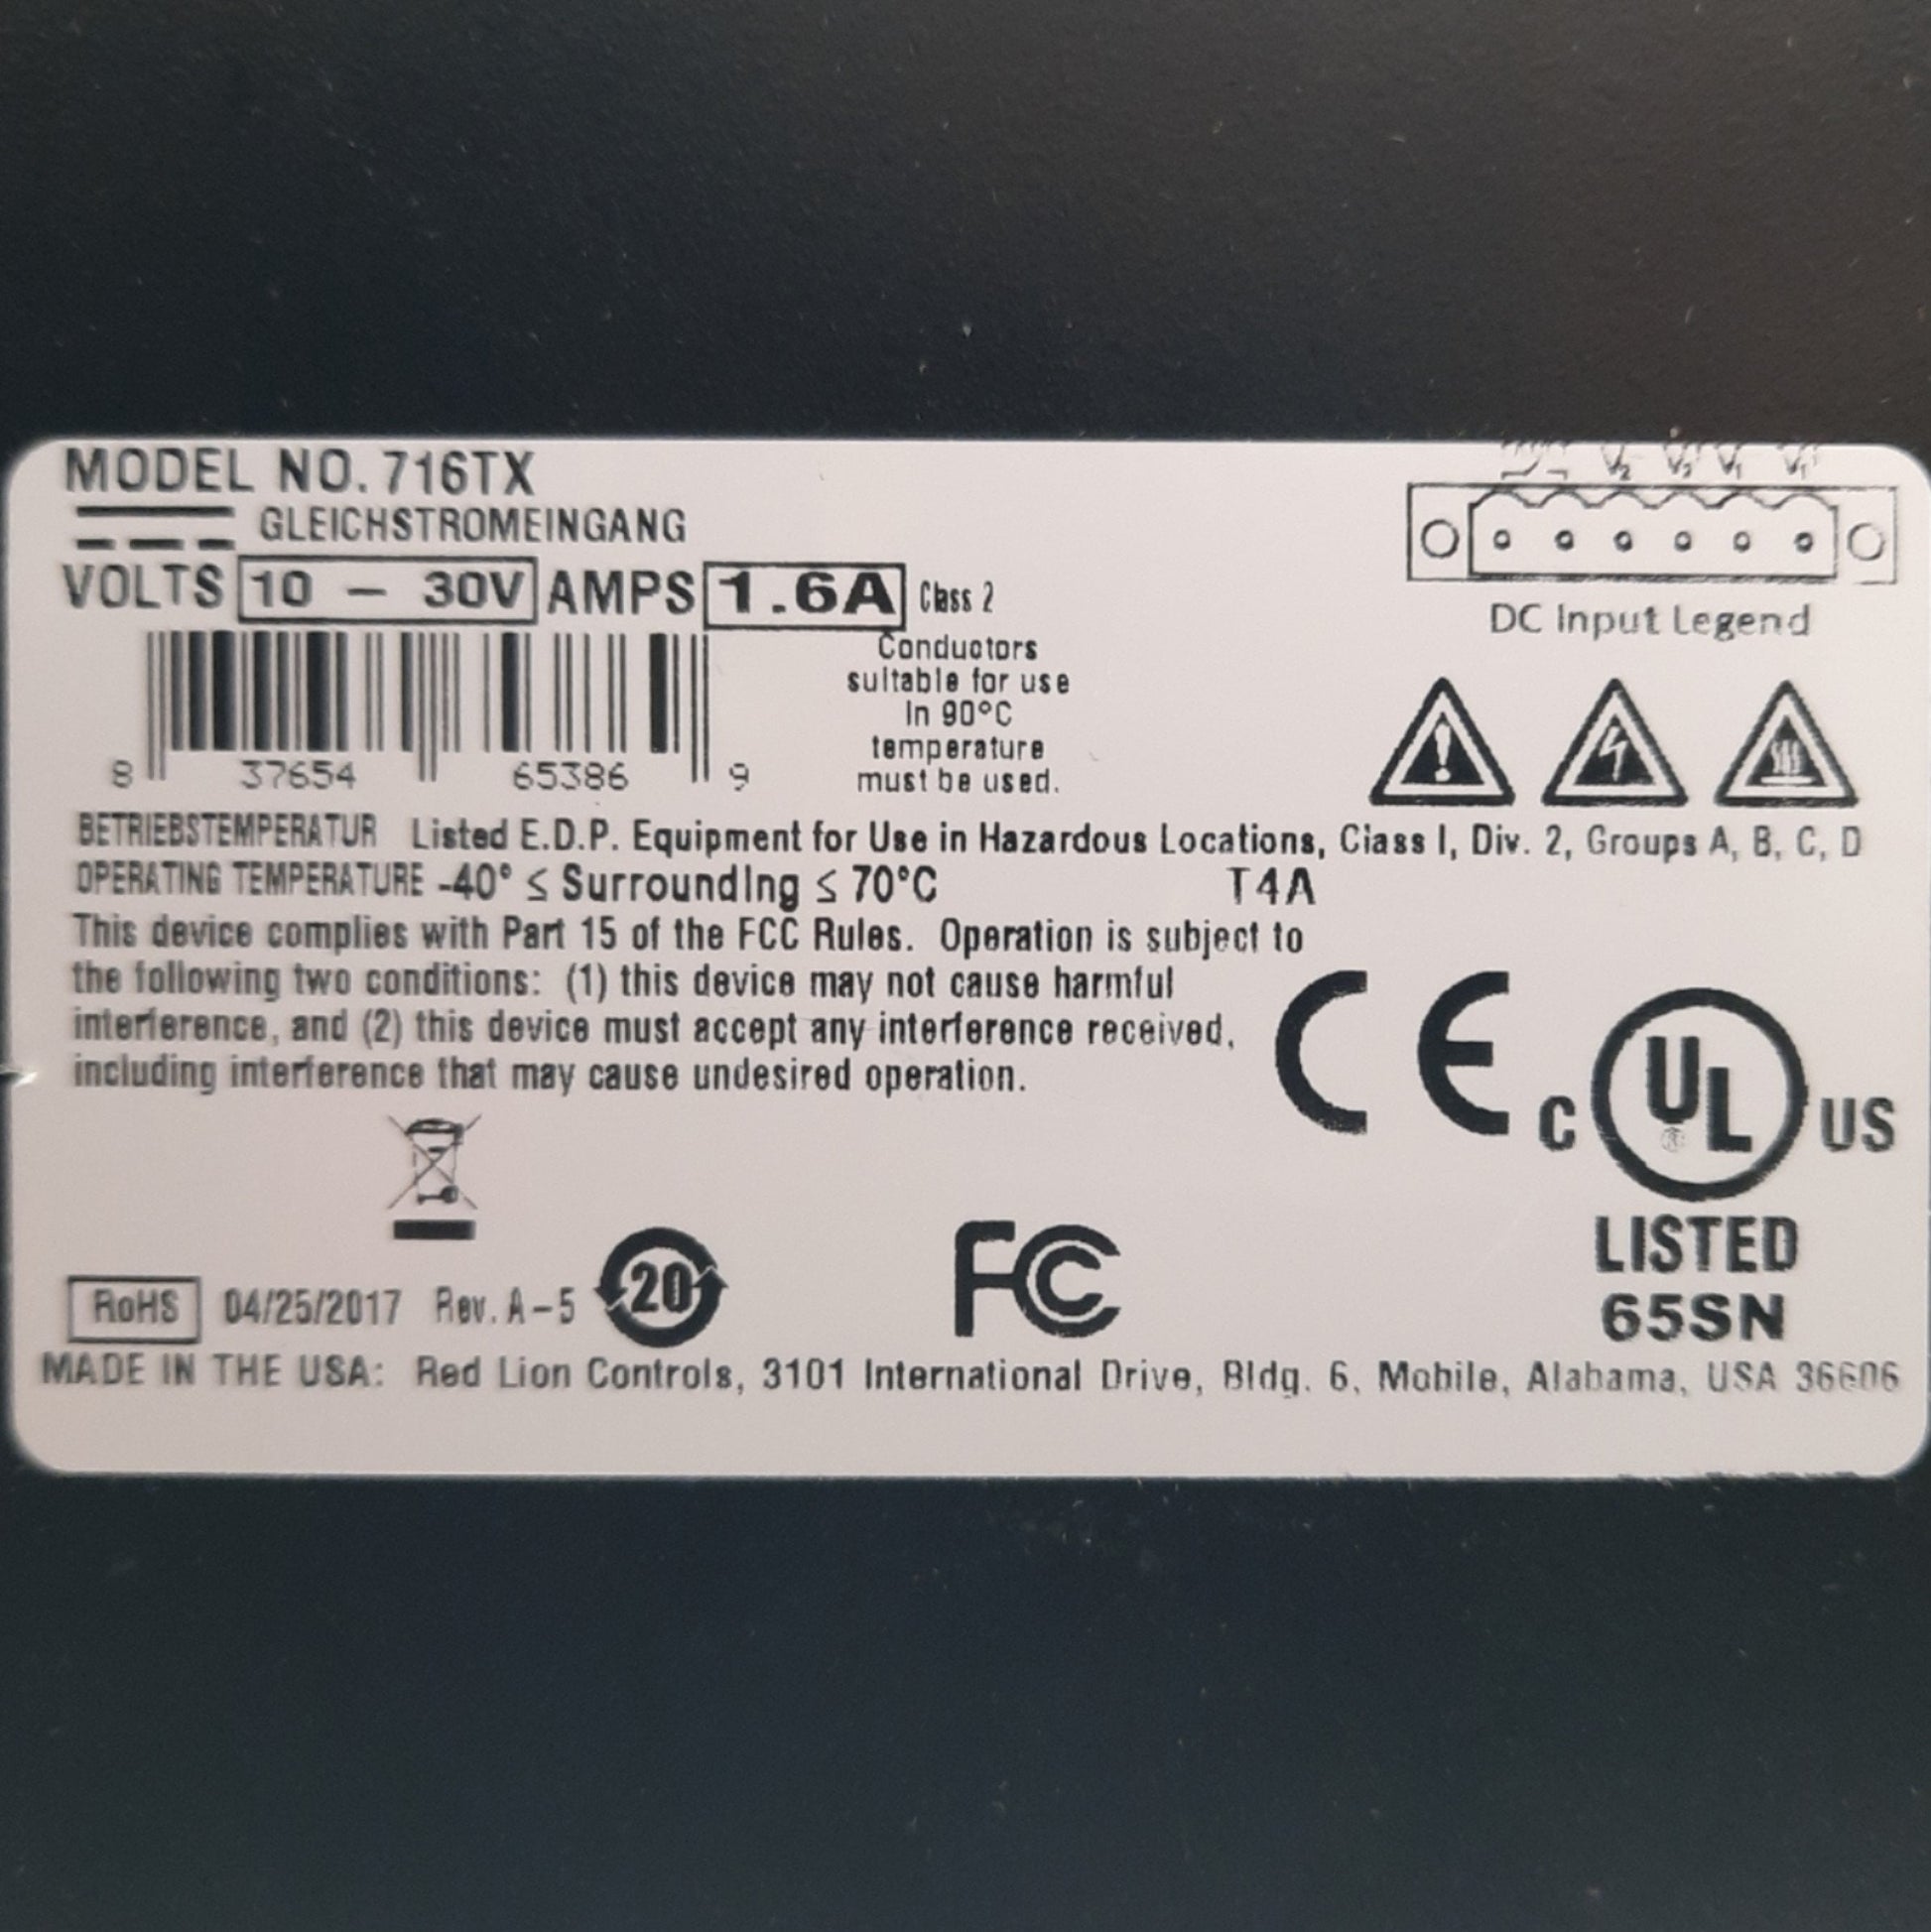 MODEL NO. 716TX
GLEICHSTROMEINGANG
VOLTS 10 – 30V AMPS 1.6A Class 2
Conductors
suitable for use
in 90°C
temperature
must be used.
8 37654 65386 9
V2 V2 V1 V1
DC Input Legend
BETRIEBSTEMPERATUR Listed E.D.P. Equipment for Use in Hazardous Locations, Class I, Div. 2, Groups A, B, C, D
OPERATING TEMPERATURE -40° ≤ Surrounding ≤ 70°C T4A
This device complies with Part 15 of the FCC Rules. Operation is subject to
the following two conditions: (1) this device may not cause harmful
interference, and (2) this device must accept any interference received,
including interference that may cause undesired operation.
CE
C UL US
LISTED
65SN
RoHS 04/25/2017 Rev. A-5 20 FC
MADE IN THE USA: Red Lion Controls, 3101 International Drive, Bldg. 6, Mobile, Alabama, USA 36606